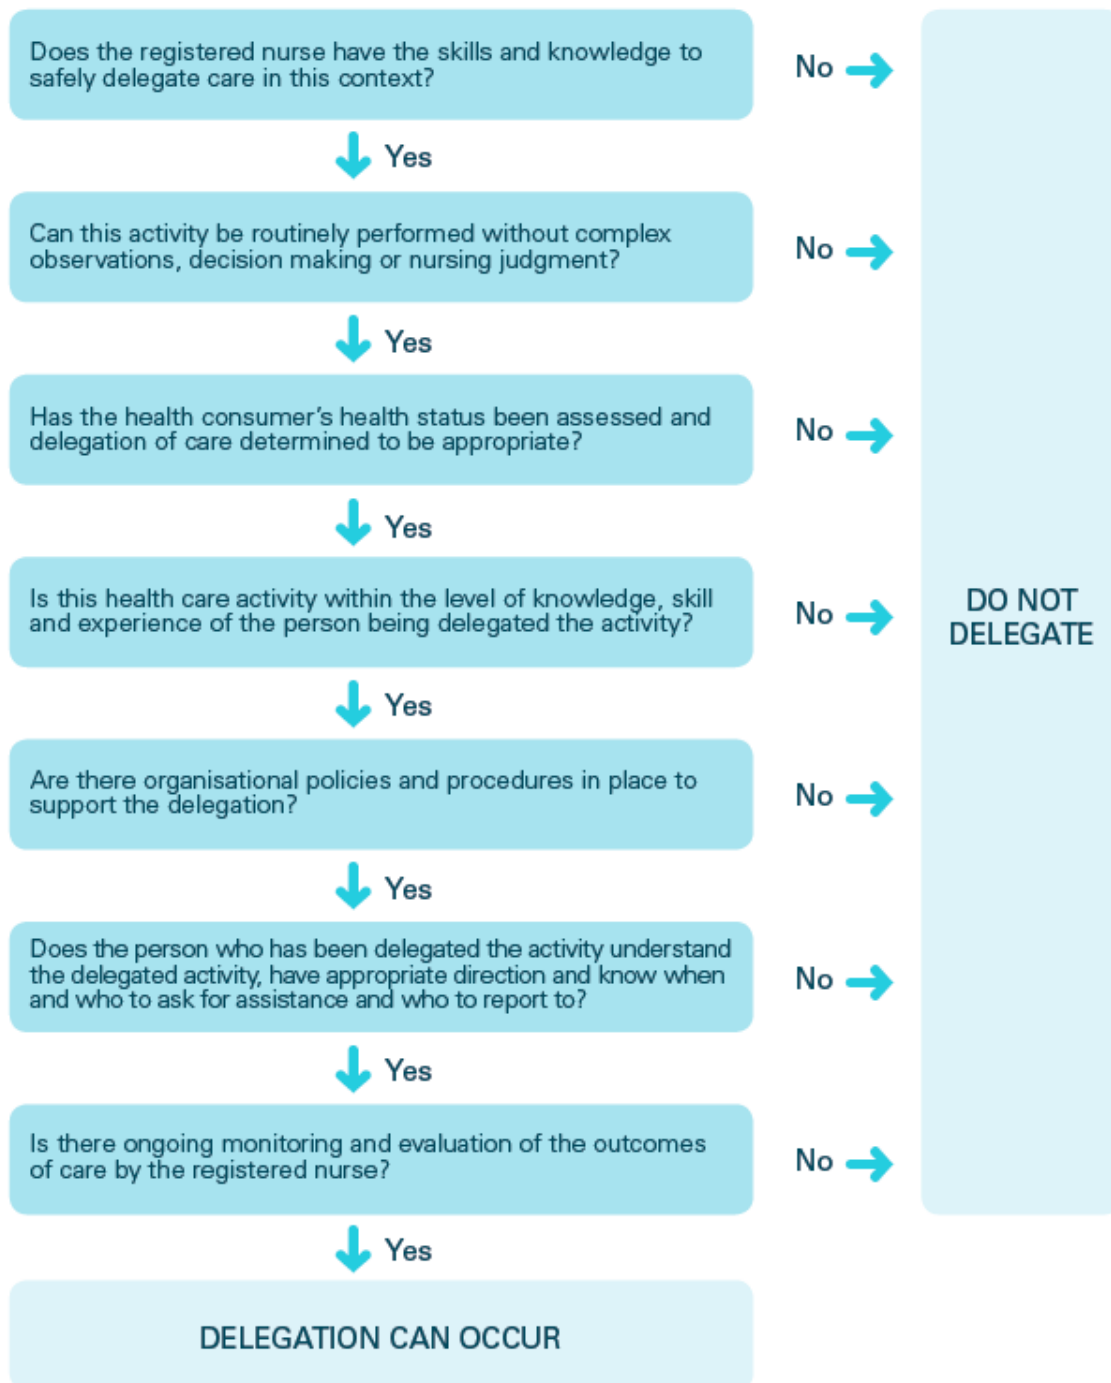 Does the registered nurse have the skills and knowledge to
safely delegate care in this context?
No
Yes
Can this activity be routinely performed without complex
observations, decision making or nursing judgment?
No
Yes
Has the health consumer's health status been assessed and
delegation of care determined to be appropriate?
No
Yes
Is this health care activity within the level of knowledge, skill
and experience of the person being delegated the activity?
No
DO NOT
DELEGATE
Yes
Are there organisational policies and procedures in place to
support the delegation?
No
Yes
Does the person who has been delegated the activity understand
the delegated activity, have appropriate direction and know when
and who to ask for assistance and who to report to?
No
Yes
Is there ongoing monitoring and evaluation of the outcomes
of care by the registered nurse?
No
Yes
DELEGATION CAN OCCUR